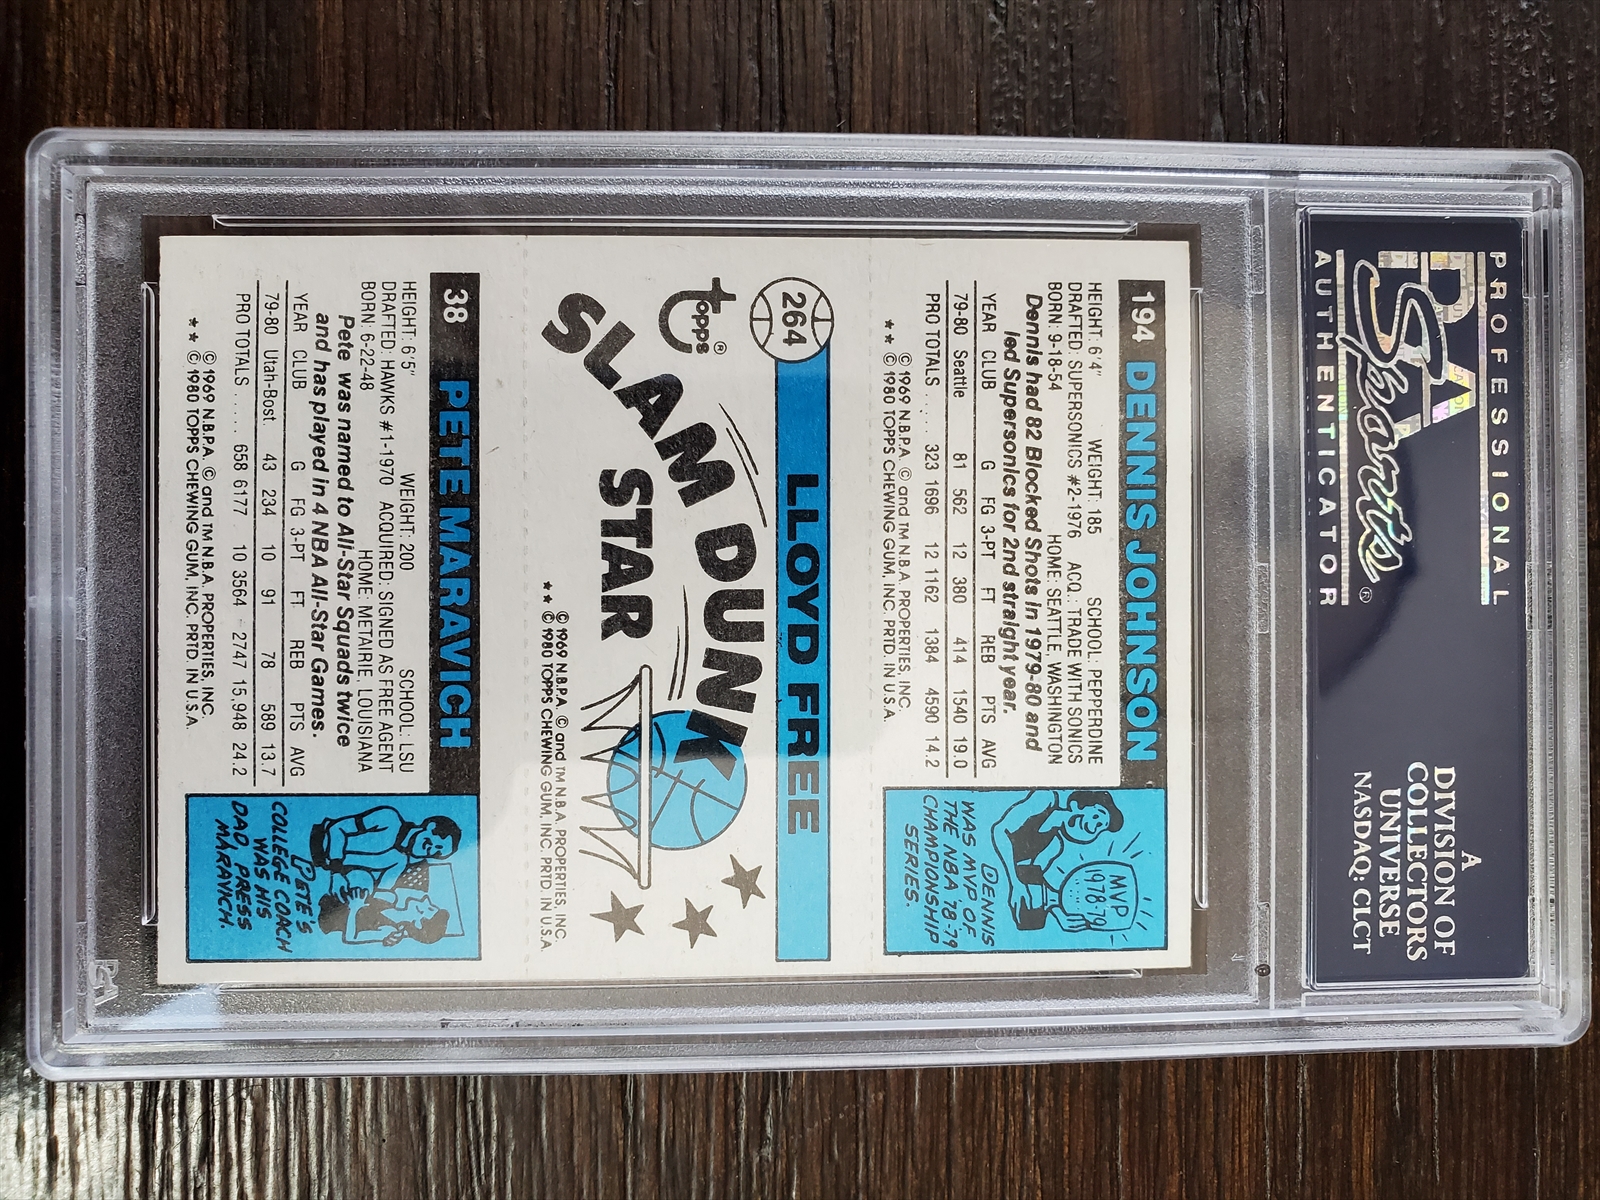 PROFESSIONAL
PSA
Sports®
AUTHENTICATOR
A
DIVISION OF
COLLECTORS
UNIVERSE
NASDAQ: CLCT
194 DENNIS JOHNSON
HEIGHT: 6'4" WEIGHT: 185 SCHOOL: PEPPERDINE
DRAFTED: SUPERSONICS #2-1976 ACQ.: TRADE WITH SONICS
BORN: 9-18-54 HOME: SEATTLE, WASHINGTON
Dennis had 82 Blocked Shots in 1979-80 and
led Supersonics for 2nd straight year.
YEAR CLUB G FG 3-PT FT REB PTS AVG
79-80 Seattle 81 562 12 380 414 1540 19.0
PRO TOTALS .... 323 1696 12 1162 1384 4590 14.2
© 1969 N.B.P.A. © and TM N.B.A. PROPERTIES, INC.
** © 1980 TOPPS CHEWING GUM, INC. PRTD. IN U.S.A.
MVP
1978-79
DENNIS
WAS MVP OF
THE NBA '78-79
CHAMPIONSHIP
SERIES.
264 LLOYD FREE
topps®
SLAM DUNK
STAR
© 1969 N.B.P.A. © and TM N.B.A. PROPERTIES, INC.
** © 1980 TOPPS CHEWING GUM, INC. PRTD. IN U.S.A.
38 PETE MARAVICH
HEIGHT: 6'5" WEIGHT: 200 SCHOOL: LSU
DRAFTED: HAWKS #1-1970 ACQUIRED: SIGNED AS FREE AGENT
BORN: 6-22-48 HOME: METAIRIE, LOUISIANA
Pete was named to All-Star Squads twice
and has played in 4 NBA All-Star Games.
YEAR CLUB G FG 3-PT FT REB PTS AVG
79-80 Utah-Bost. 43 234 10 91 78 589 13.7
PRO TOTALS .... 658 6177 10 3564 2747 15,948 24.2
© 1969 N.B.P.A. © and TM N.B.A. PROPERTIES, INC.
** © 1980 TOPPS CHEWING GUM, INC. PRTD. IN U.S.A.
PETE'S
COLLEGE COACH
WAS HIS
DAD, PRESS
MARAVICH.